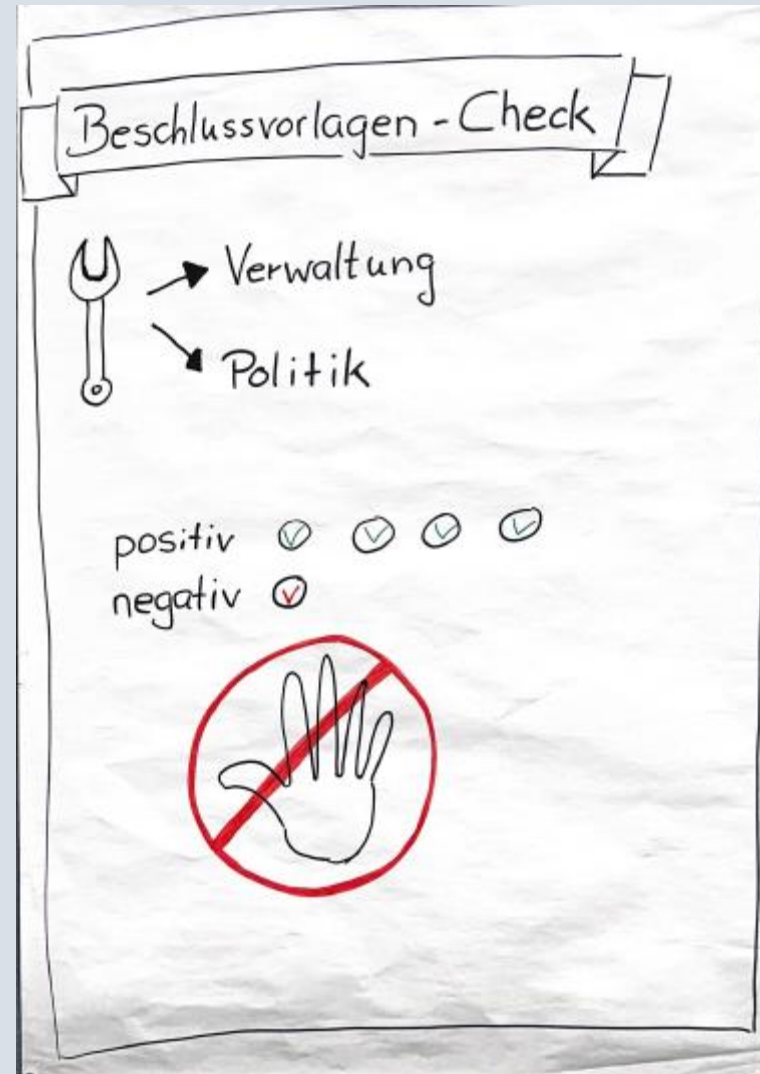 Beschlussvorlagen - Check
Verwaltung
Politik
positiv
negativ